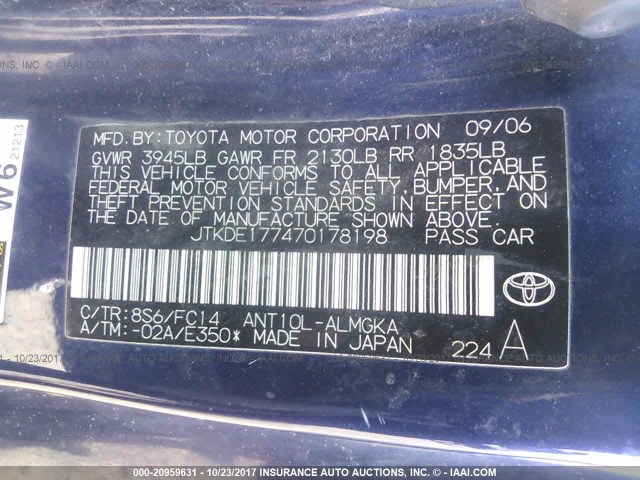 MFD. BY: TOYOTA MOTOR CORPORATION 09/06
GVWR 3945LB GAWR FR 2130LB RR 1835LB
THIS VEHICLE CONFORMS TO ALL APPLICABLE
FEDERAL MOTOR VEHICLE SAFETY, BUMPER, AND
THEFT PREVENTION STANDARDS IN EFFECT ON
THE DATE OF MANUFACTURE SHOWN ABOVE.
JTKDE177470178198 PASS CAR
C/TR: 8S6/FC14 ANT10L-ALMGKA
A/TM: -02A/E350* MADE IN JAPAN
224 A
W6
21213
000-20959631 - 10/23/2017 INSURANCE AUTO AUCTIONS, INC. - IAAI.COM